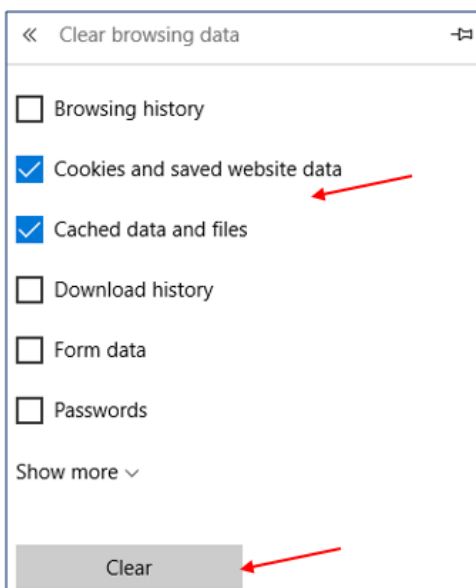 Clear browsing data
Browsing history
Cookies and saved website data
Cached data and files
Download history
Form data
Passwords
Show more
Clear